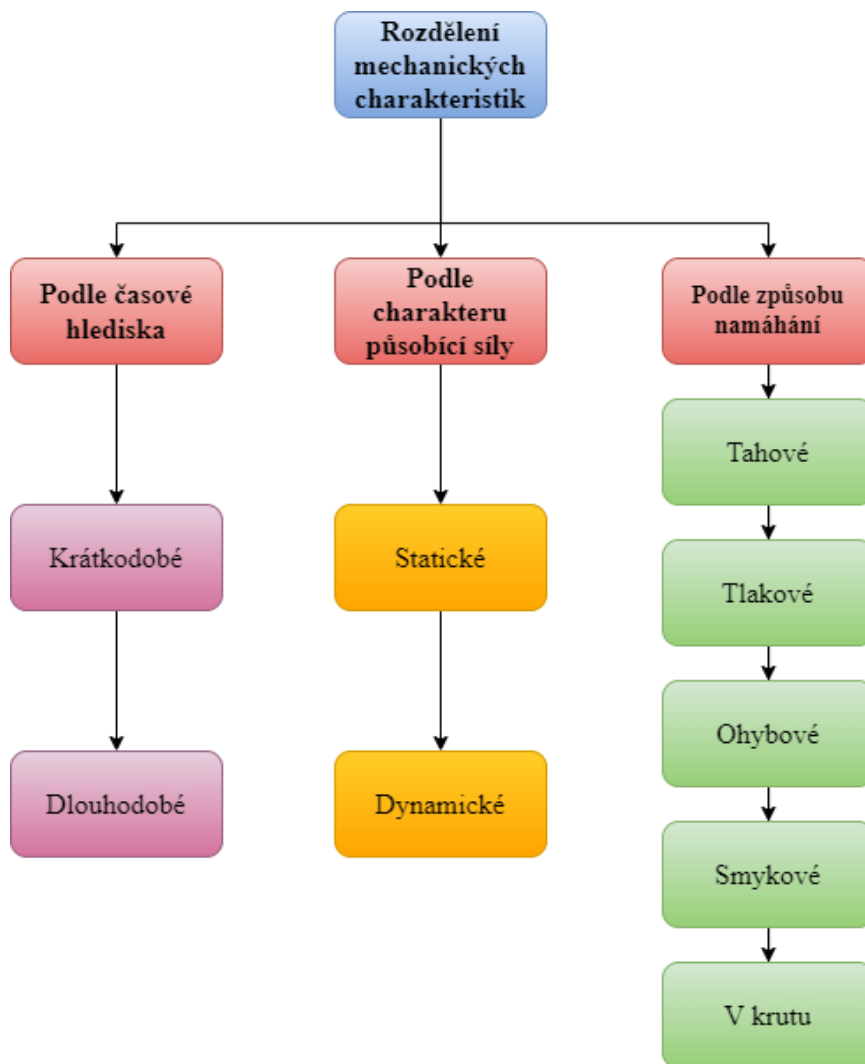 Rozdělení
mechanických
charakteristik
Podle časové
hlediska
Podle
charakteru
působící síly
Podle způsobu
namáhání
Krátkodobé
Dlouhodobé
Statické
Dynamické
Tahové
Tlakové
Ohybové
Smykové
V krutu